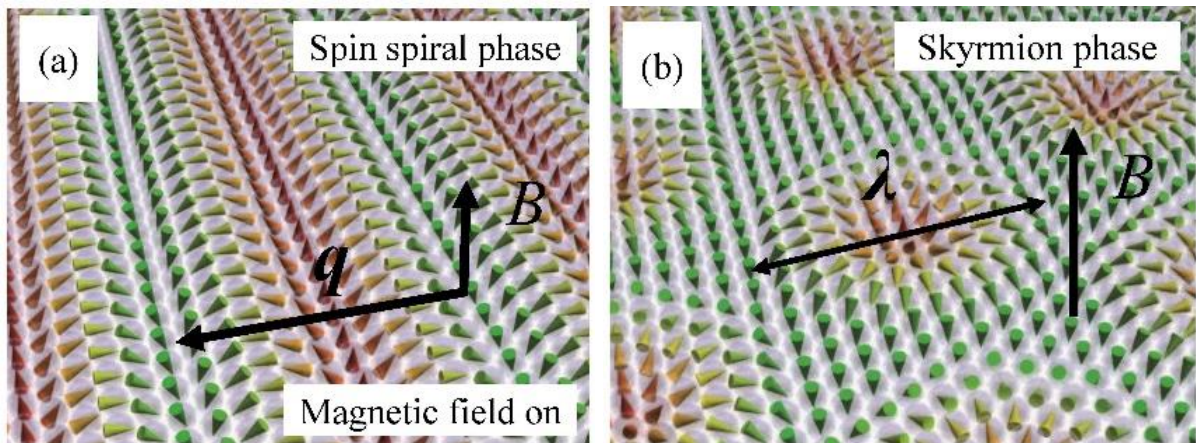 (a)
Spin spiral phase
B
q
Magnetic field on
(b)
Skyrmion phase
λ
B